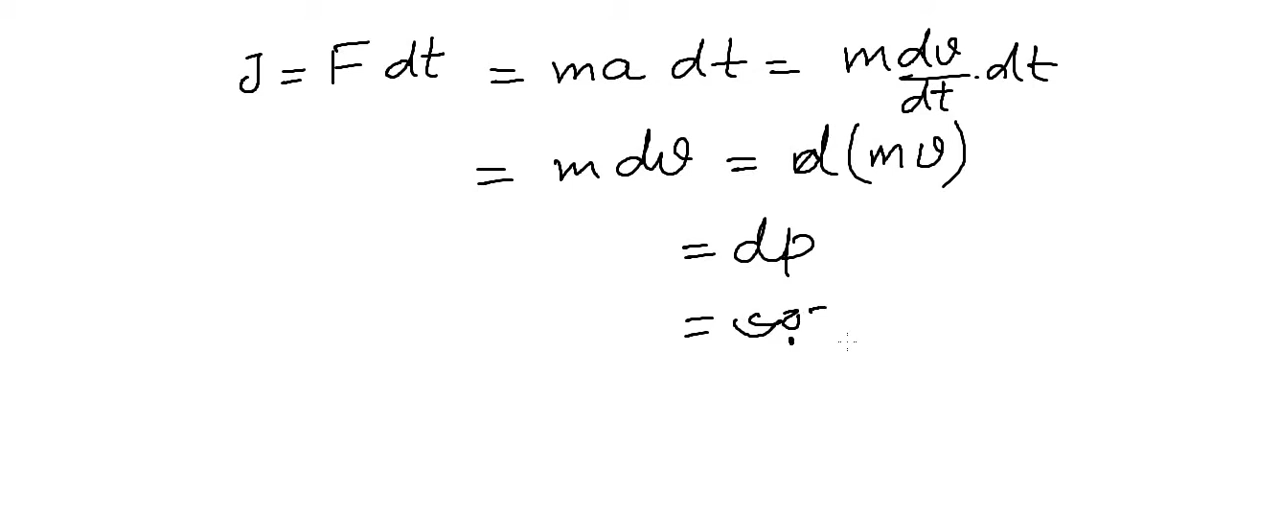 J = F dt = ma dt = m dv/dt . dt
= m dv = d(mv)
= dp
=